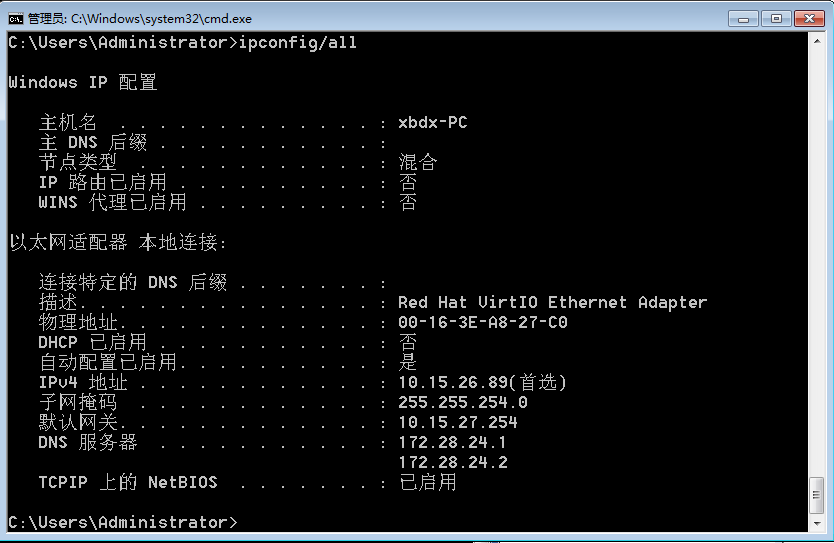 管理员: C:\Windows\system32\cmd.exe
C:\Users\Administrator>ipconfig/all
Windows IP 配置
主机名 . . . . . . . . . . . . . : xbdx-PC
主 DNS 后缀 . . . . . . . . . . . :
节点类型 . . . . . . . . . . . . : 混合
IP 路由已启用 . . . . . . . . . . : 否
WINS 代理已启用 . . . . . . . . . : 否
以太网适配器 本地连接:
连接特定的 DNS 后缀 . . . . . . . :
描述. . . . . . . . . . . . . . . : Red Hat VirtIO Ethernet Adapter
物理地址. . . . . . . . . . . . . : 00-16-3E-A8-27-C0
DHCP 已启用 . . . . . . . . . . . : 否
自动配置已启用. . . . . . . . . . : 是
IPv4 地址 . . . . . . . . . . . . : 10.15.26.89(首选)
子网掩码 . . . . . . . . . . . . : 255.255.254.0
默认网关. . . . . . . . . . . . . : 10.15.27.254
DNS 服务器 . . . . . . . . . . . : 172.28.24.1
172.28.24.2
TCPIP 上的 NetBIOS . . . . . . . : 已启用
C:\Users\Administrator>